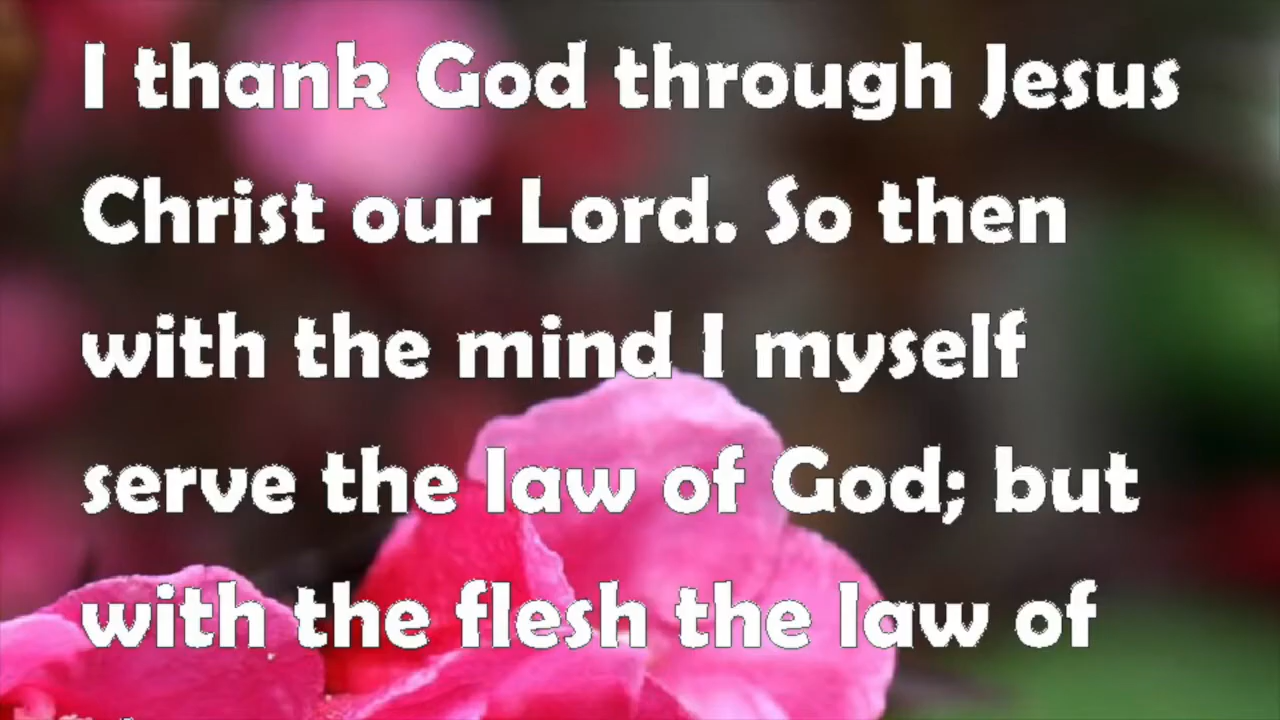 I thank God through Jesus
Christ our Lord. So then
with the mind I myself
serve the law of God; but
with the flesh the law of